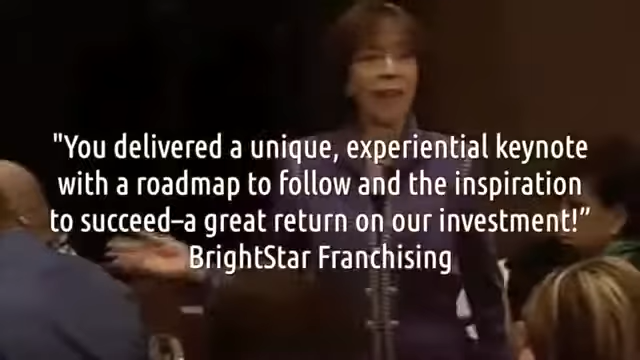 "You delivered a unique, experiential keynote
with a roadmap to follow and the inspiration
to succeed–a great return on our investment!”
BrightStar Franchising